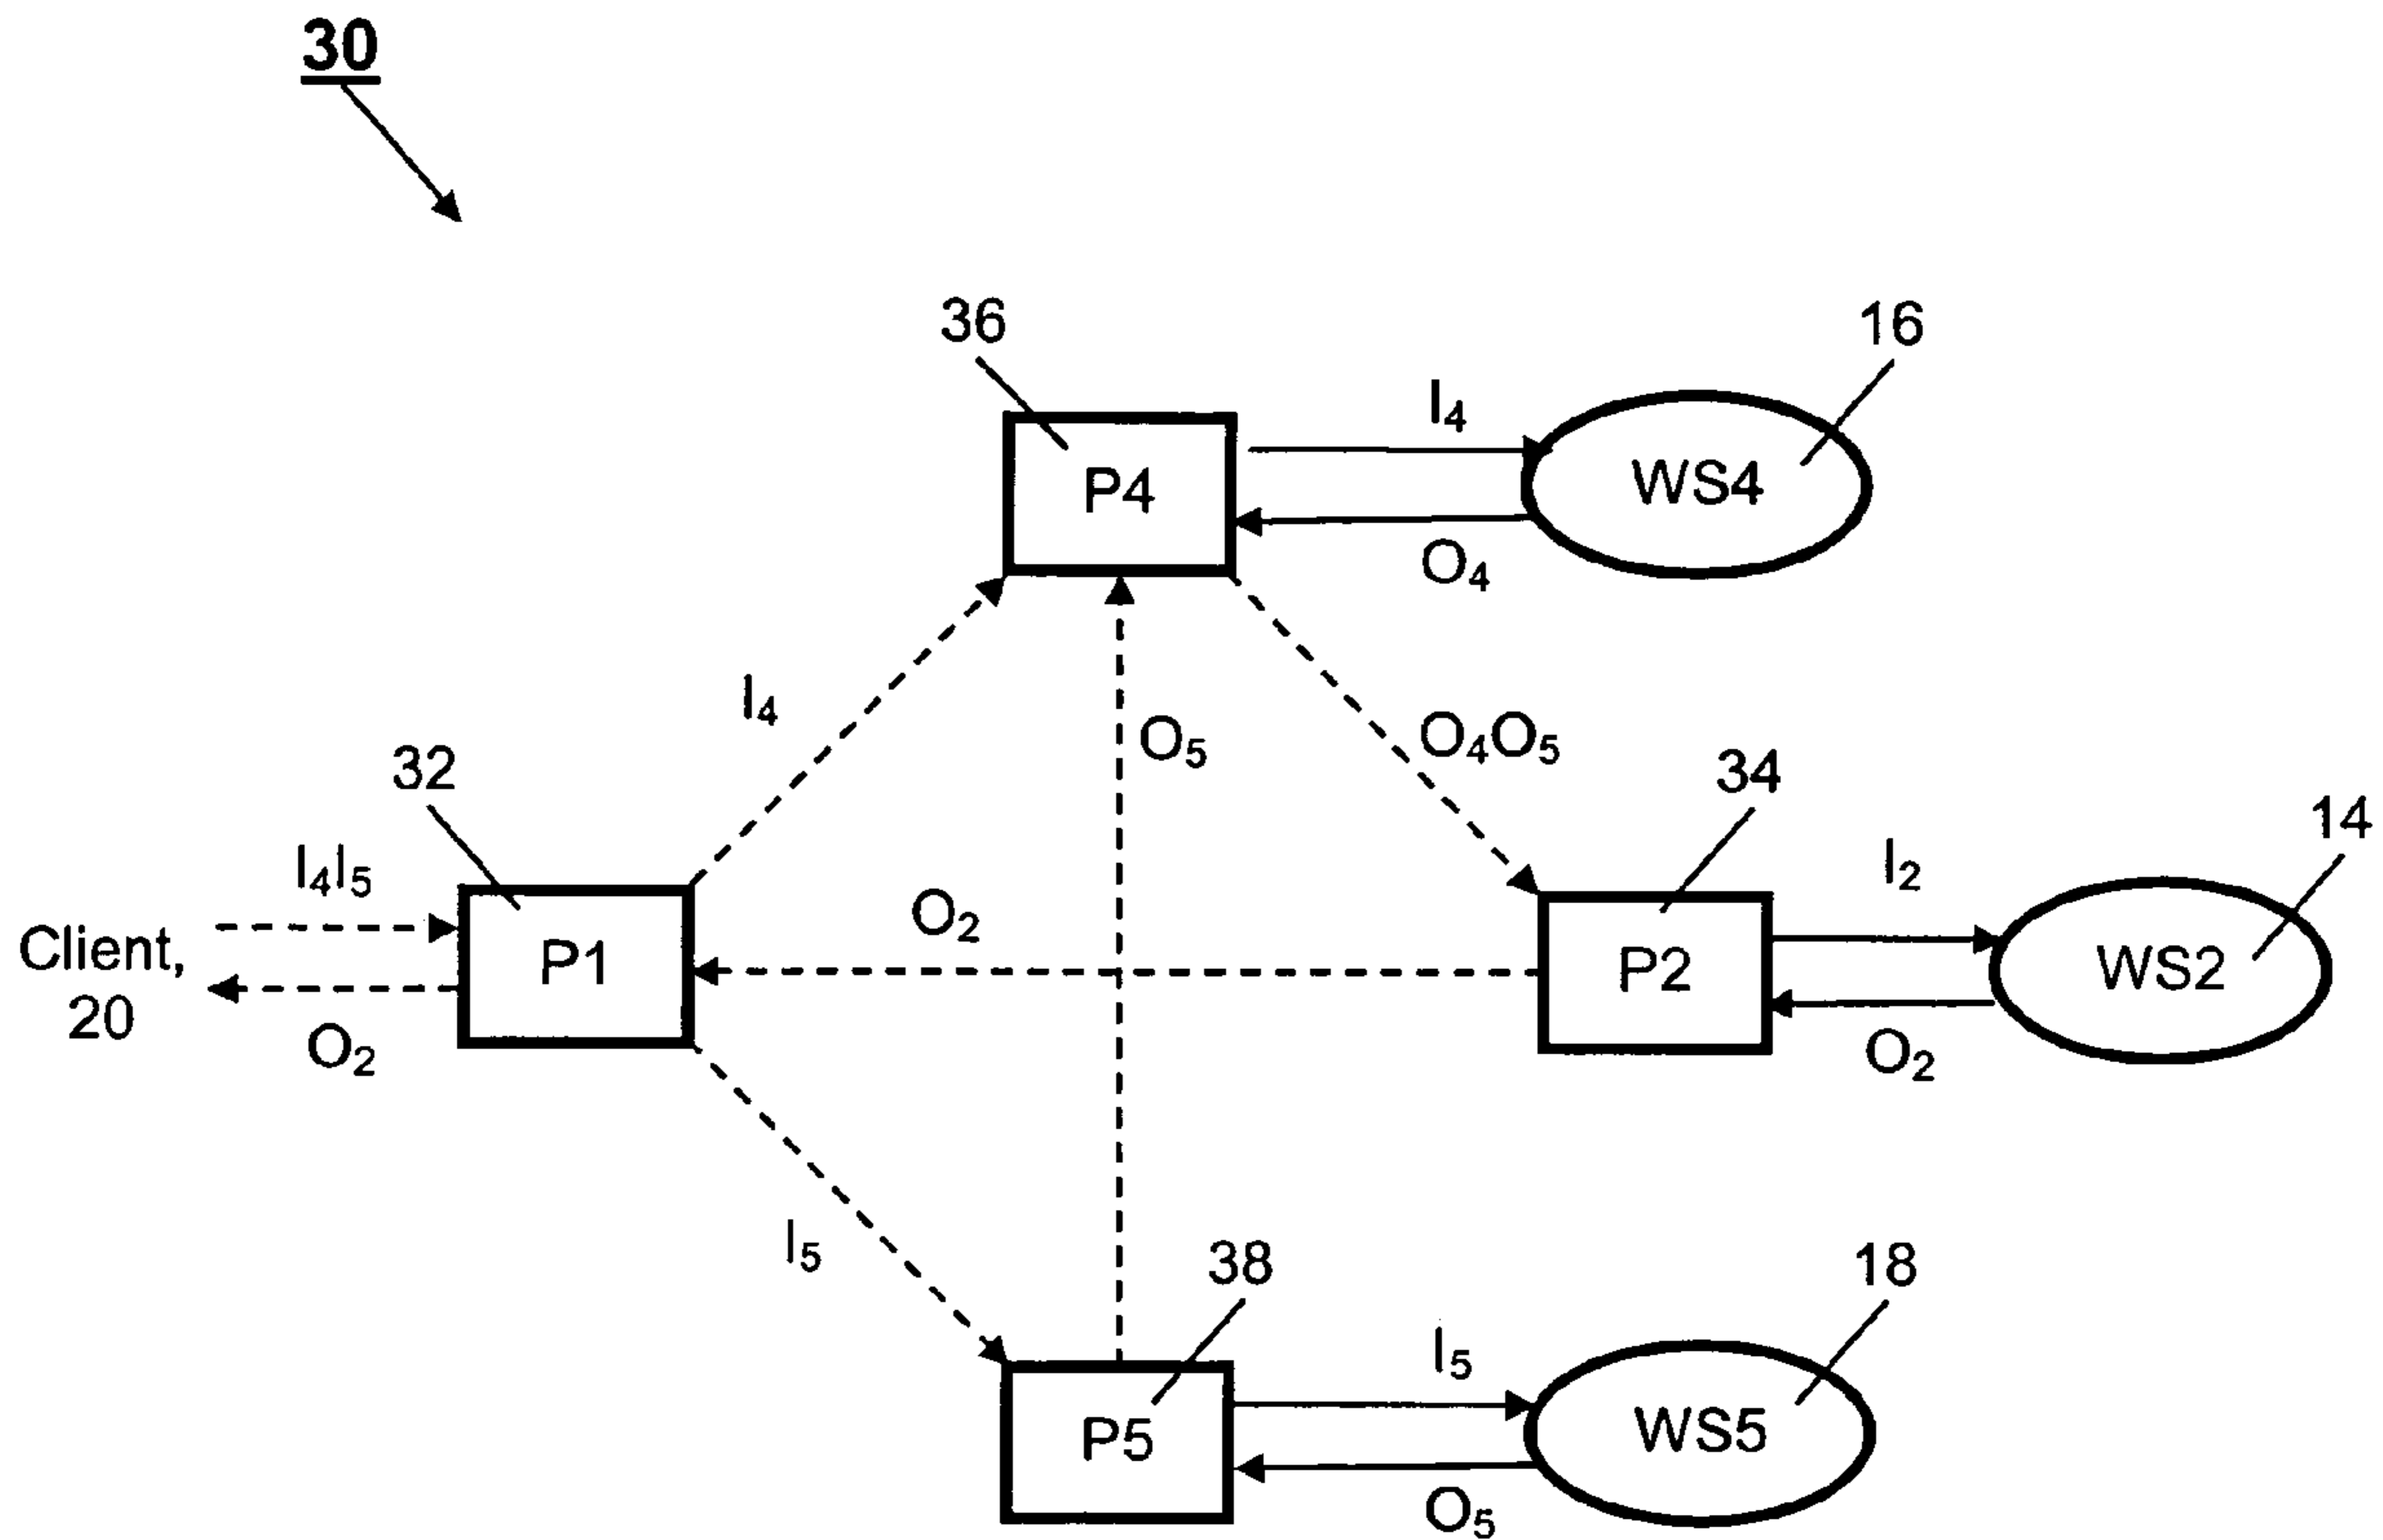 30
36
16
I₄
P4
WS4
O₄
I₄
O₅
O₄O₅
32
34
14
I₄I₅
I₂
O₂
Client,
20
P1
P2
WS2
O₂
O₂
I₅
38
18
I₅
P5
WS5
O₅